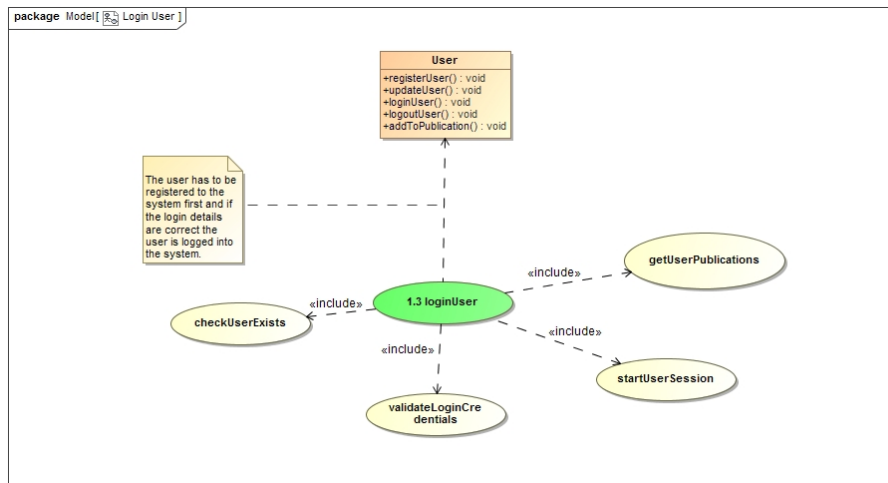 package Model[ Login User ]
User
+registerUser() : void
+updateUser() : void
+loginUser() : void
+logoutUser() : void
+addToPublication() : void
The user has to be
registered to the
system first and if
the login details
are correct the
user is logged into
the system.
«include»
getUserPublications
1.3 loginUser
«include»
checkUserExists
«include»
«include»
startUserSession
validateLoginCre
dentials